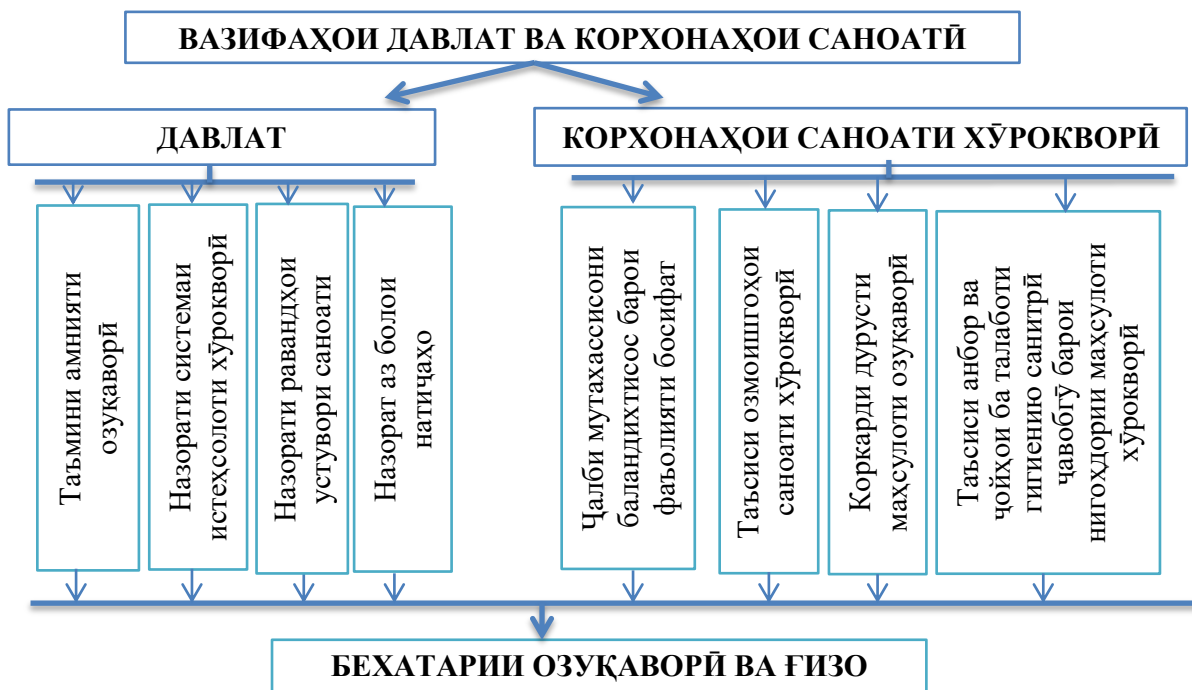 ВАЗИФАҲОИ ДАВЛАТ ВА КОРХОНАҲОИ САНОАТӢ
ДАВЛАТ
КОРХОНАҲОИ САНОАТИ ХӮРОКВОРӢ
Таъмини амнияти
озуқаворӣ
Назорати системаи
истеҳсолоти хӯрокворӣ
Назорати равандҳои
устувори саноати
Назорат аз болои
натиҷаҳо
Ҷалби мутахассисони
баландихтисос барои
фаъолияти босифат
Таъсиси озмоишгоҳои
саноати хӯрокворӣ
Коркарди дурусти
маҳсулоти озуқаворӣ
Таъсиси анбор ва
ҷойҳои ба талаботи
гигиению санитрӣ
ҷавобгӯ барои
нигоҳдории маҳсулоти
хӯрокворӣ
БЕХАТАРИИ ОЗУҚАВОРӢ ВА ҒИЗО